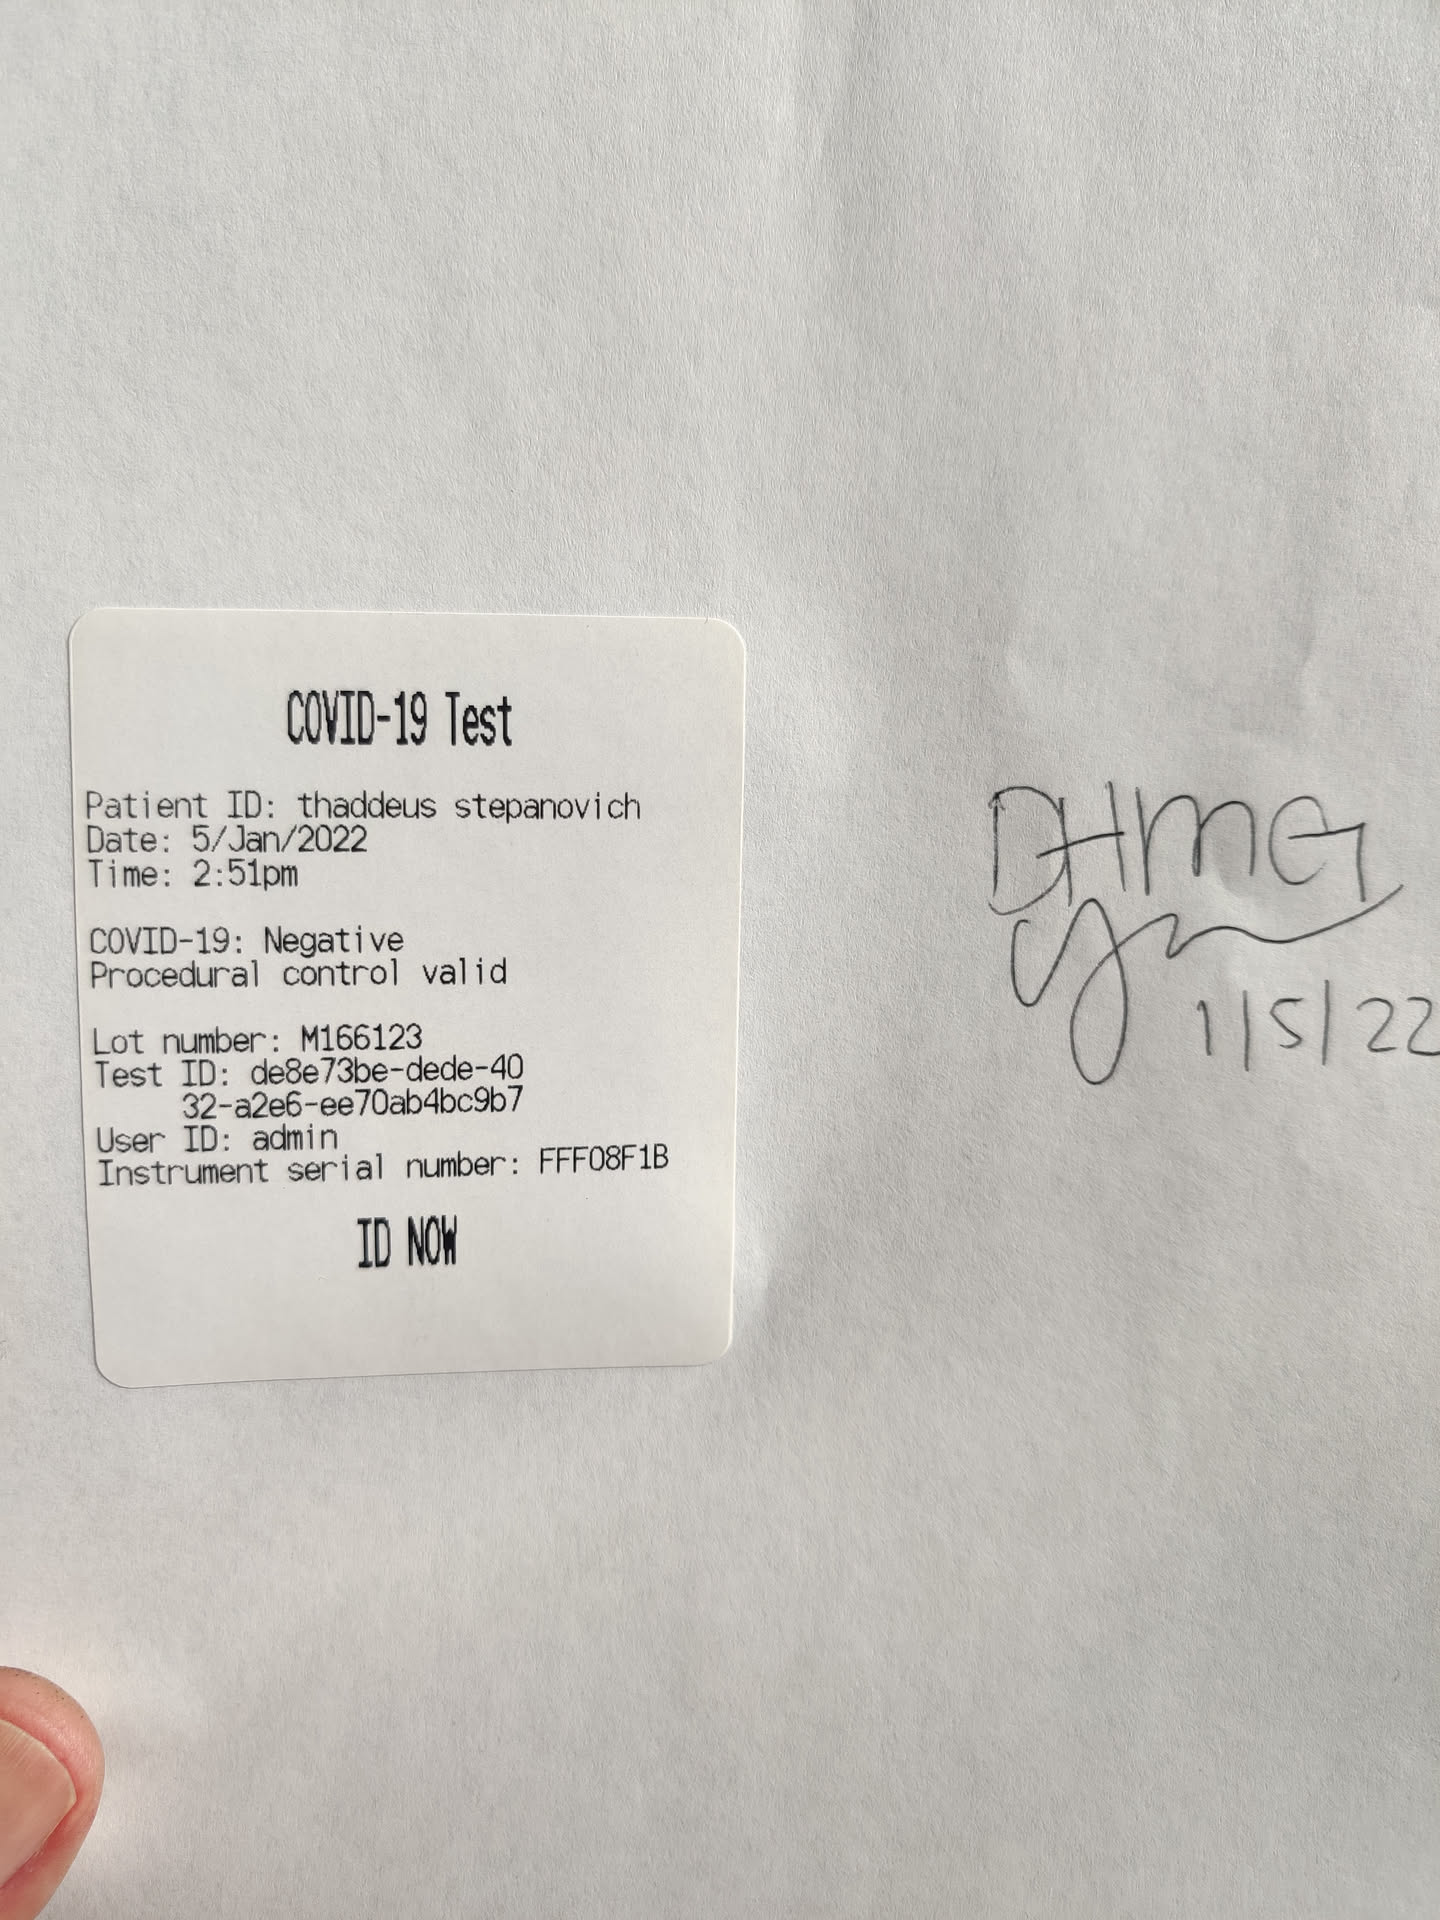 COVID-19 Test
Patient ID: thaddeus stepanovich
Date: 5/Jan/2022
Time: 2:51pm
COVID-19: Negative
Procedural control valid
Lot number: M166123
Test ID: de8e73be-dede-40
32-a2e6-ee70ab4bc9b7
User ID: admin
Instrument serial number: FFF08F1B
ID NOW
1/5/22